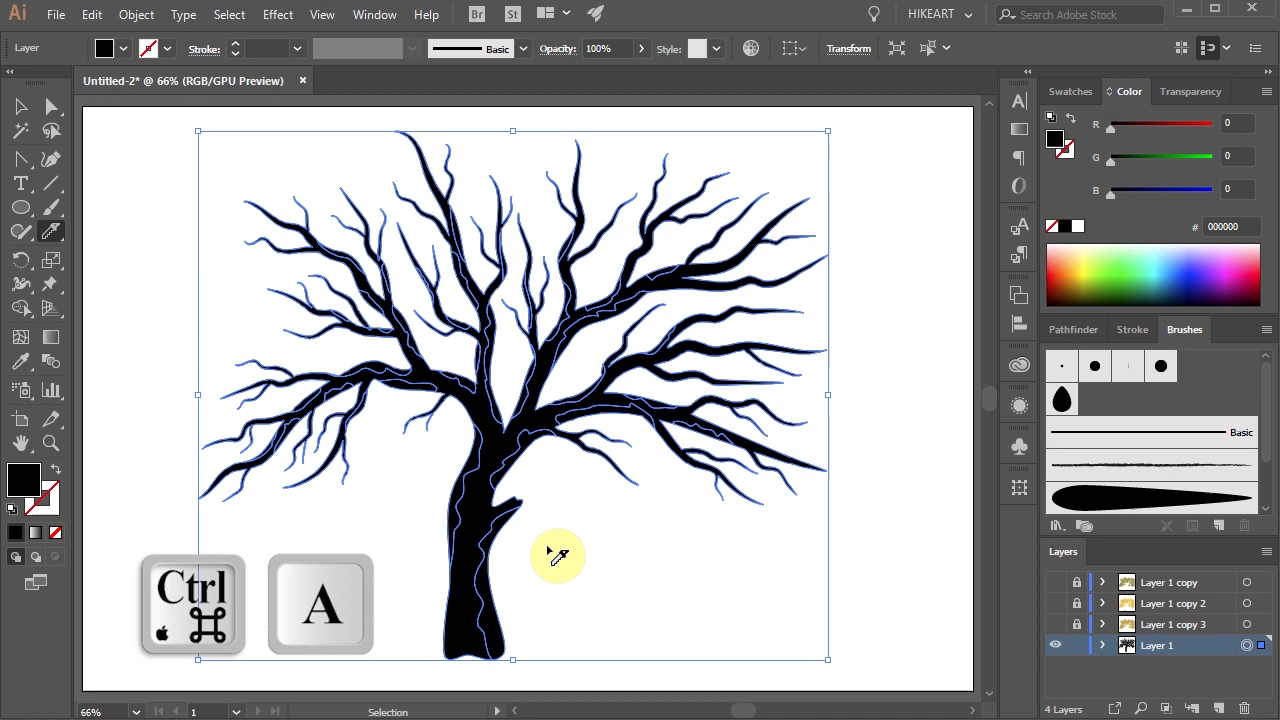 Ai File Edit Object Type Select Effect View Window Help Br St HIKEART Search Adobe Stock
Layer Stroke: Basic Opacity: 100% Style: Transform
Untitled-2* @ 66% (RGB/GPU Preview)
Swatches Color Transparency
R 0
G 0
B 0
# 000000
Pathfinder Stroke Brushes
Basic
Layers
Layer 1 copy
Layer 1 copy 2
Layer 1 copy 3
Layer 1
4 Layers
Ctrl A
66% 1 Selection